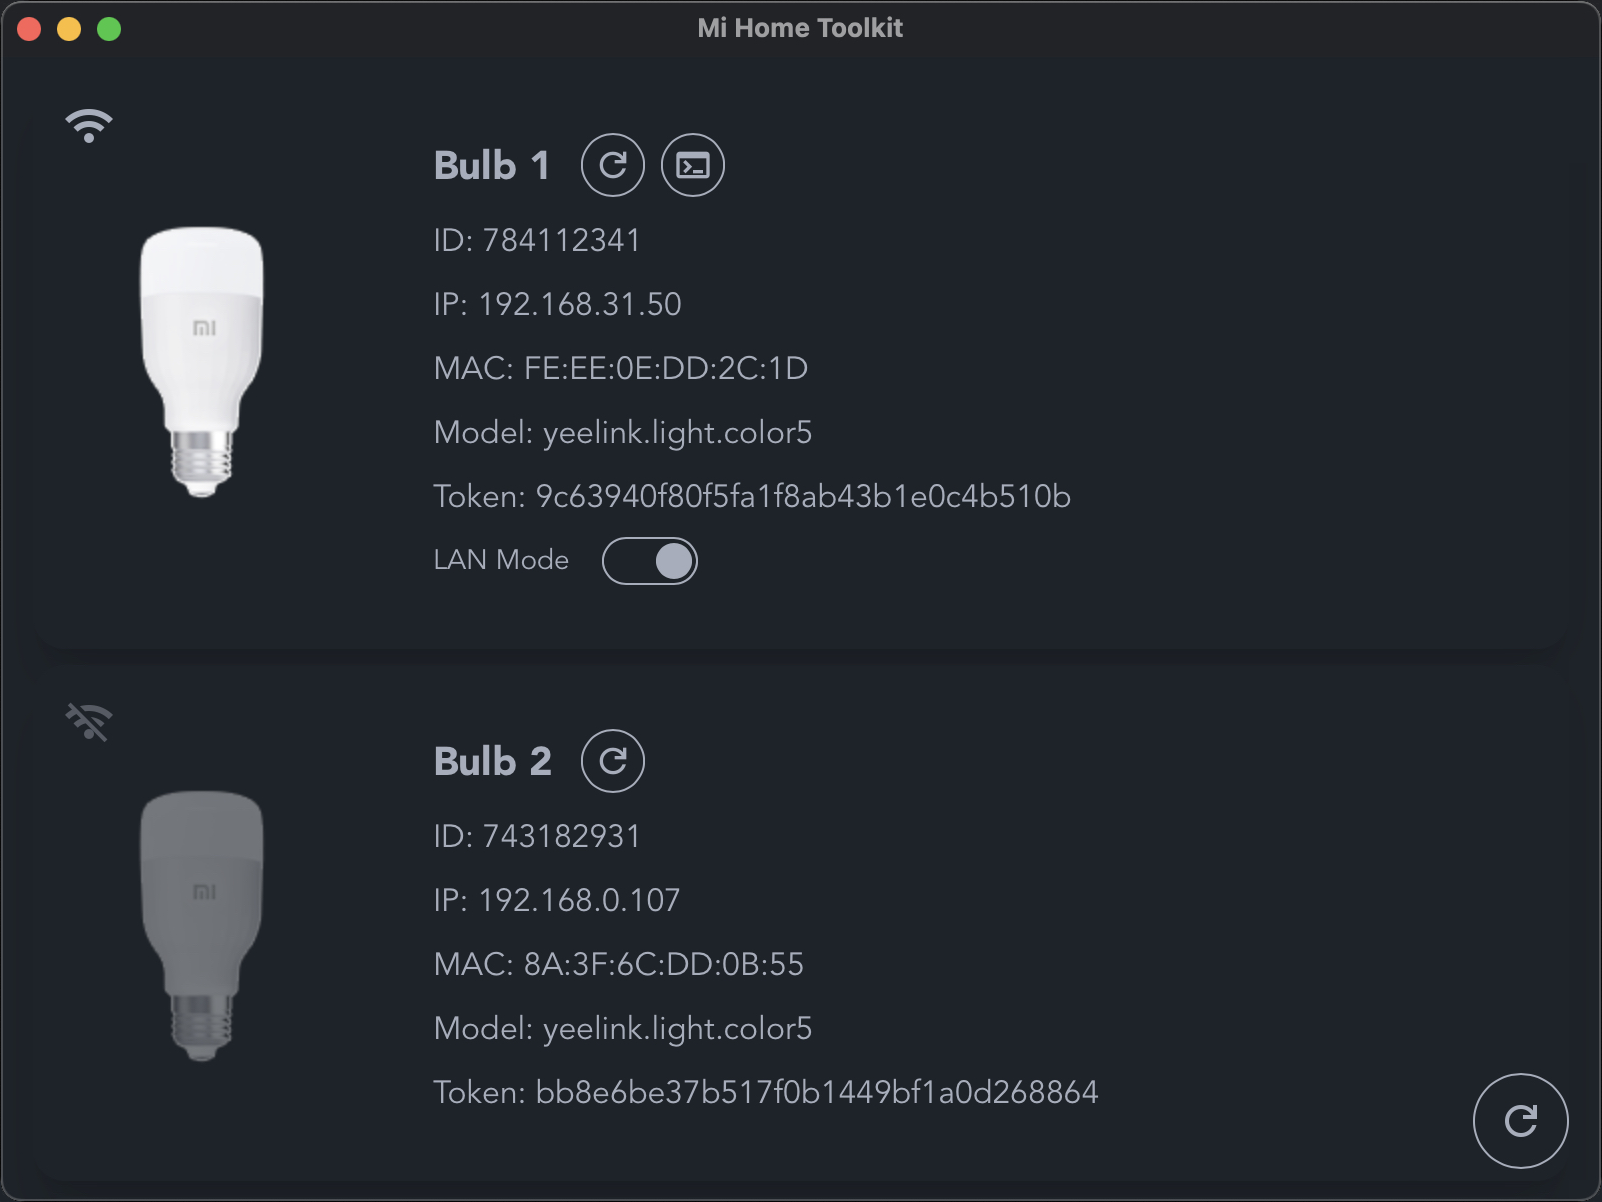 Mi Home Toolkit
Bulb 1
ID: 784112341
IP: 192.168.31.50
MAC: FE:EE:0E:DD:2C:1D
Model: yeelink.light.color5
Token: 9c63940f80f5fa1f8ab43b1e0c4b510b
LAN Mode
mi
Bulb 2
ID: 743182931
IP: 192.168.0.107
MAC: 8A:3F:6C:DD:0B:55
Model: yeelink.light.color5
Token: bb8e6be37b517f0b1449bf1a0d268864
mi